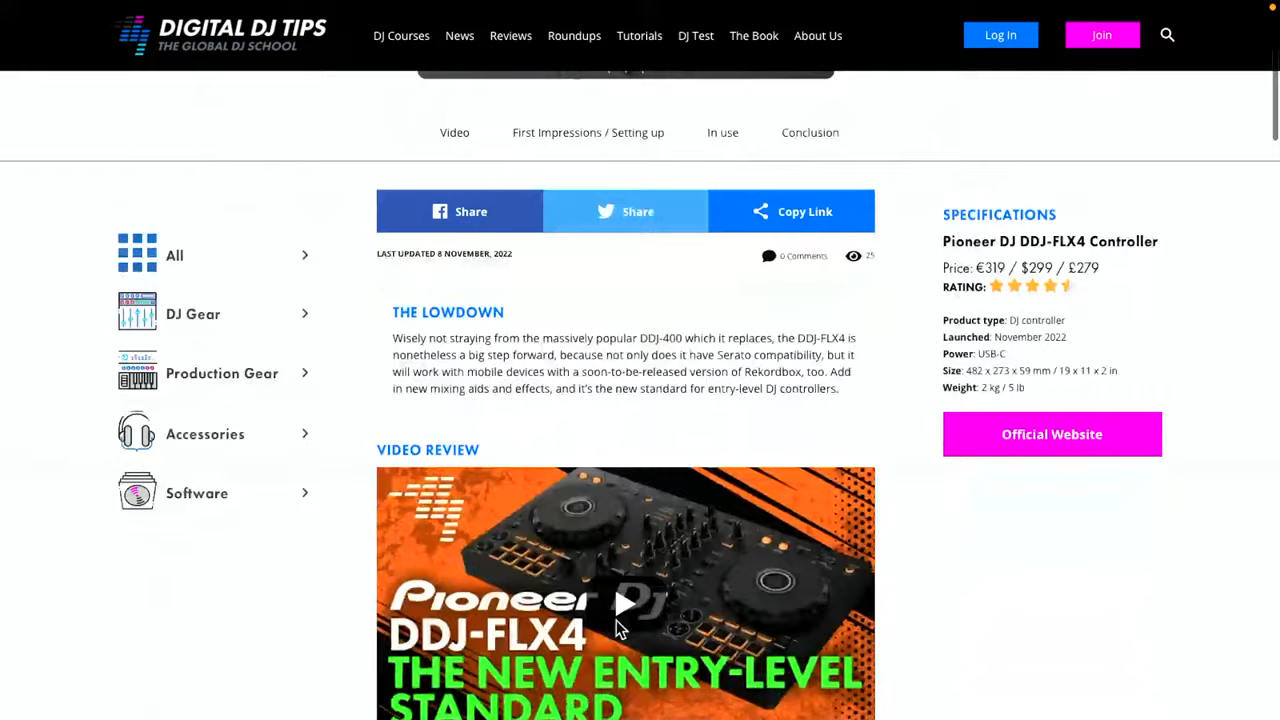 DIGITAL DJ TIPS
THE GLOBAL DJ SCHOOL
DJ Courses
News
Reviews
Roundups
Tutorials
DJ Test
The Book
About Us
Log In
Join
Video
First Impressions / Setting up
In use
Conclusion
Share
Share
Copy Link
LAST UPDATED 8 NOVEMBER, 2022
0 Comments
25
All
DJ Gear
Production Gear
Accessories
Software
THE LOWDOWN
Wisely not straying from the massively popular DDJ-400 which it replaces, the DDJ-FLX4 is
nonetheless a big step forward, because not only does it have Serato compatibility, but it
will work with mobile devices with a soon-to-be-released version of Rekordbox, too. Add
in new mixing aids and effects, and it's the new standard for entry-level DJ controllers.
VIDEO REVIEW
Pioneer Dj
DDJ-FLX4
THE NEW ENTRY-LEVEL
STANDARD
SPECIFICATIONS
Pioneer DJ DDJ-FLX4 Controller
Price: €319 / $299 / £279
RATING:
Product type: DJ controller
Launched: November 2022
Power: USB-C
Size: 482 x 273 x 59 mm / 19 x 11 x 2 in
Weight: 2 kg / 5 lb
Official Website